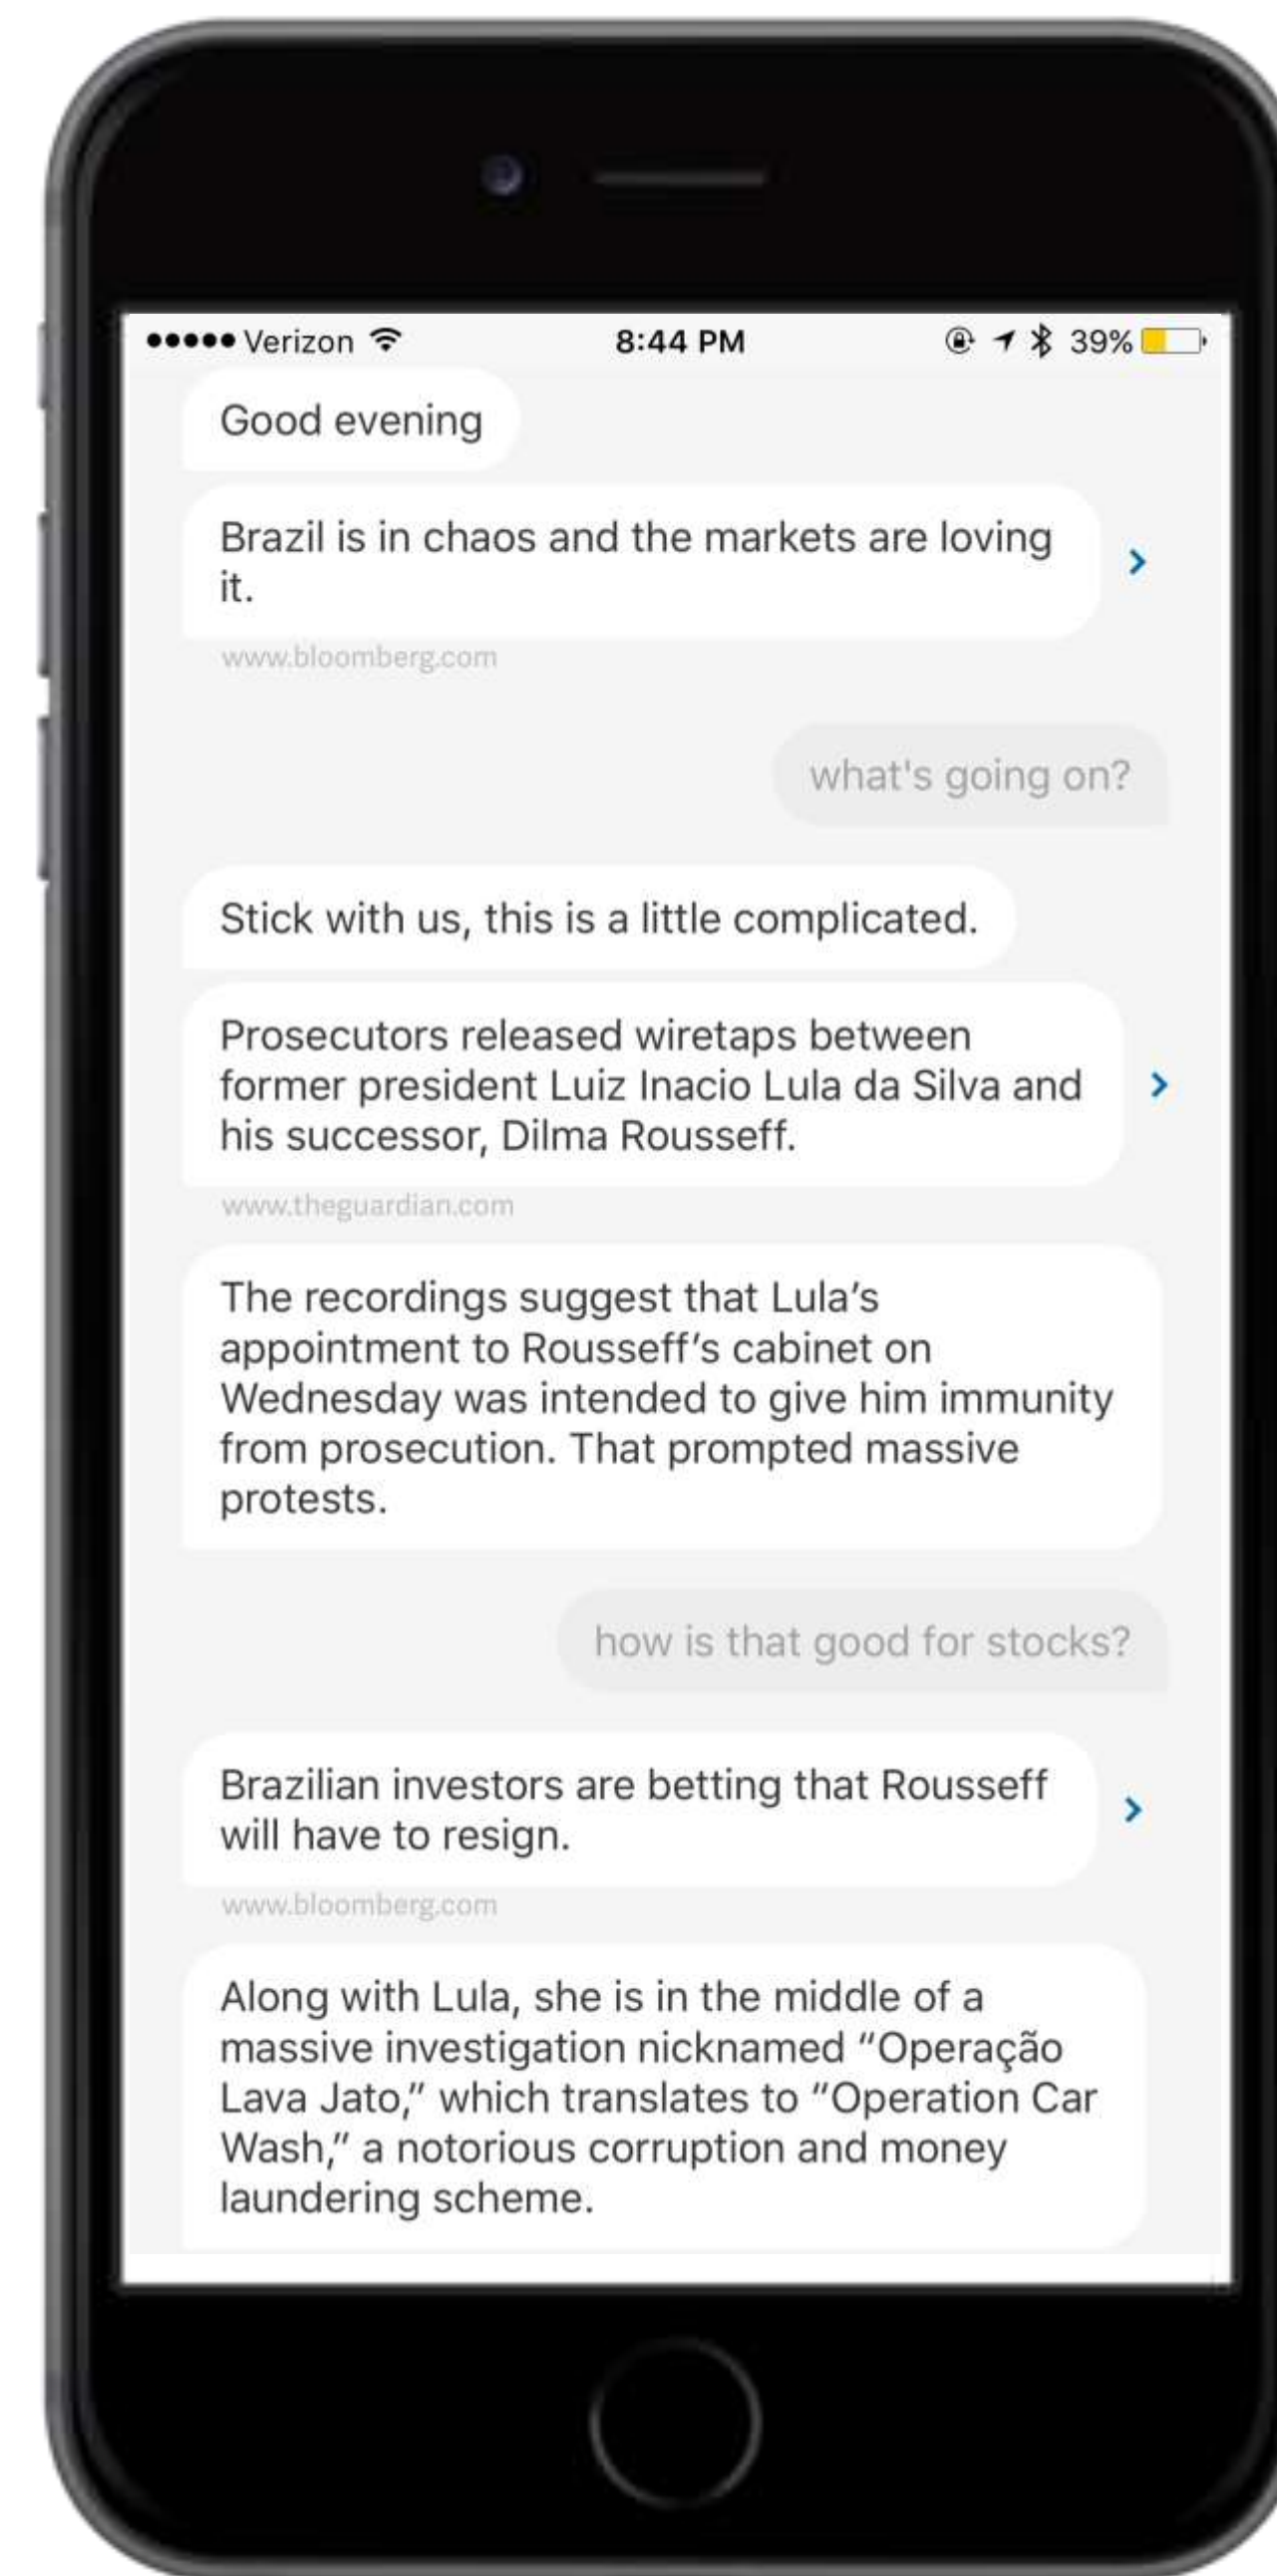 Verizon 8:44 PM 39%
Good evening
Brazil is in chaos and the markets are loving
it.
www.bloomberg.com
what's going on?
Stick with us, this is a little complicated.
Prosecutors released wiretaps between
former president Luiz Inacio Lula da Silva and
his successor, Dilma Rousseff.
www.theguardian.com
The recordings suggest that Lula’s
appointment to Rousseff’s cabinet on
Wednesday was intended to give him immunity
from prosecution. That prompted massive
protests.
how is that good for stocks?
Brazilian investors are betting that Rousseff
will have to resign.
www.bloomberg.com
Along with Lula, she is in the middle of a
massive investigation nicknamed “Operação
Lava Jato,” which translates to “Operation Car
Wash,” a notorious corruption and money
laundering scheme.